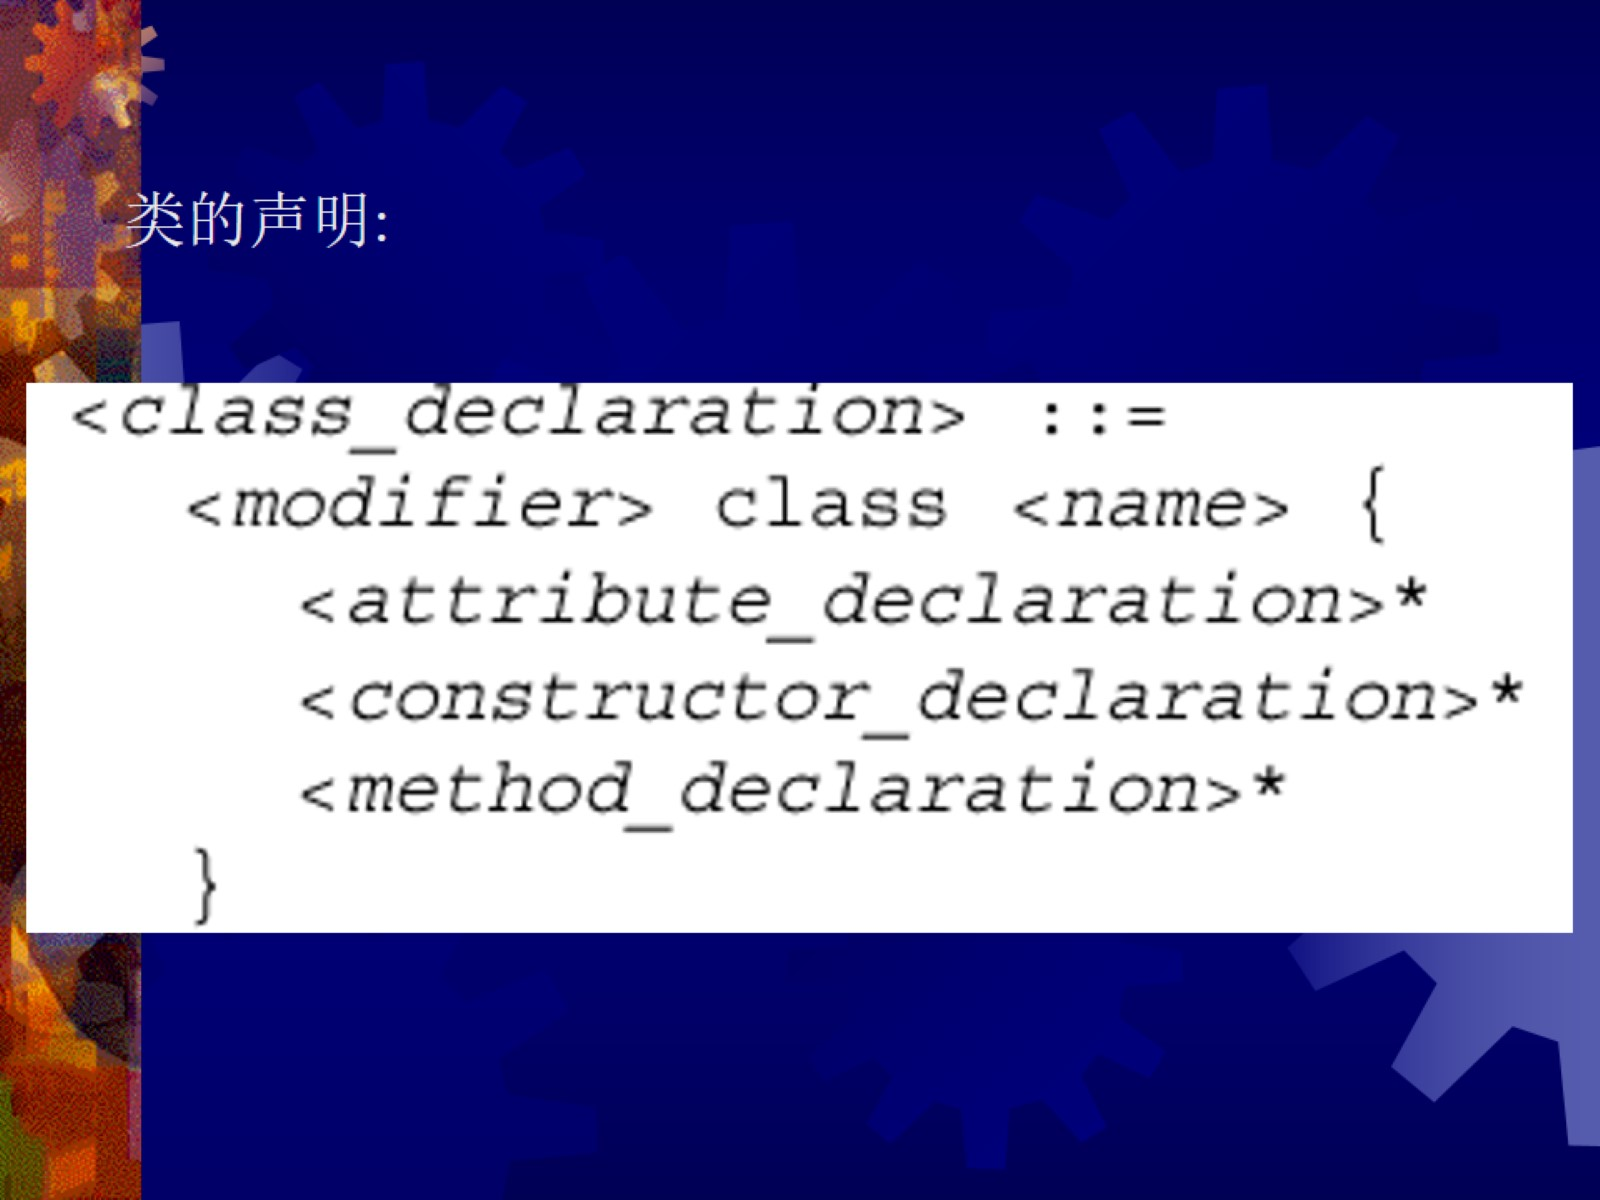 类的声明:
<class_declaration> ::=
<modifier> class <name> {
<attribute_declaration>*
<constructor_declaration>*
<method_declaration>*
}